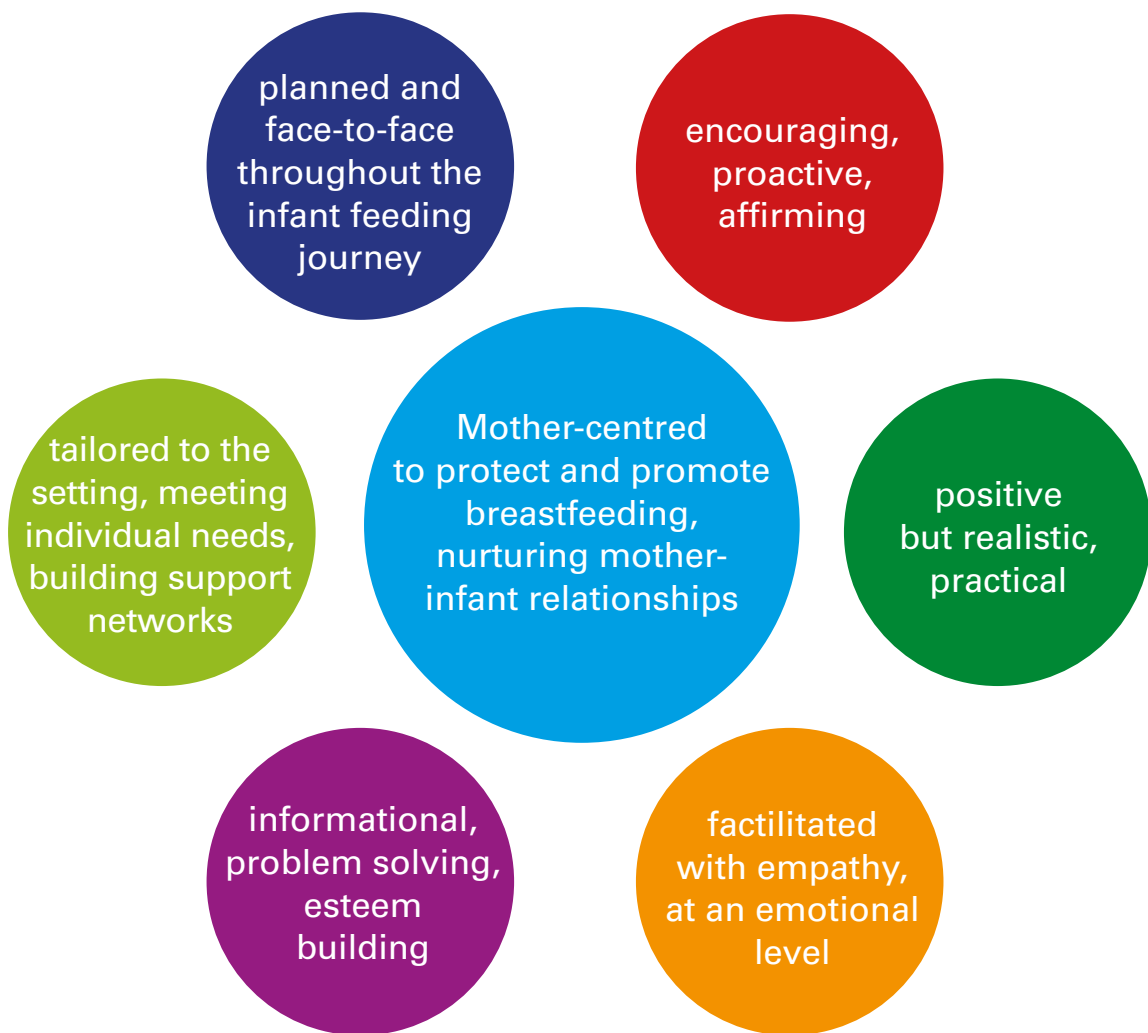 planned and
face-to-face
throughout the
infant feeding
journey
encouraging,
proactive,
affirming
tailored to the
setting, meeting
individual needs,
building support
networks
Mother-centred
to protect and promote
breastfeeding,
nurturing mother-
infant relationships
positive
but realistic,
practical
informational,
problem solving,
esteem
building
factilitated
with empathy,
at an emotional
level